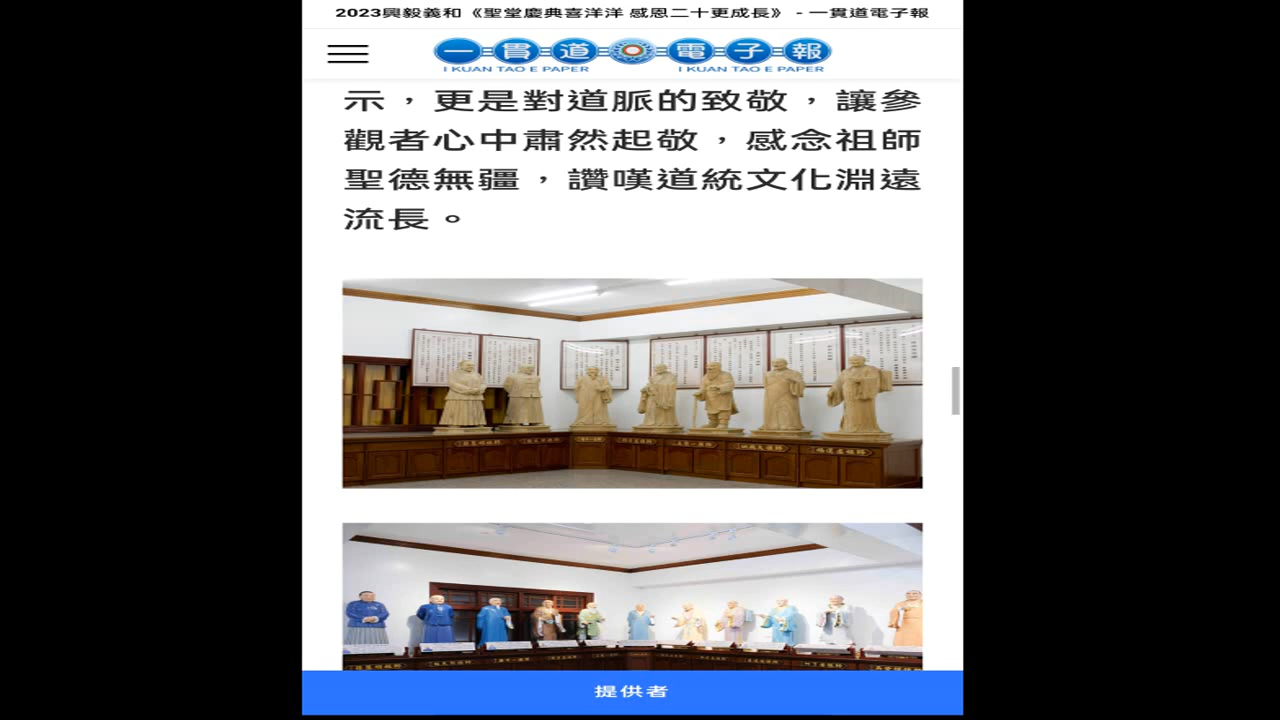 2023興毅義和《聖堂慶典喜洋洋 感恩二十更成長》 - 一貫道電子報
一貫道電子報
I KUAN TAO E PAPER I KUAN TAO E PAPER
示，更是對道脈的致敬，讓參
觀者心中肅然起敬，感念祖師
聖德無疆，讚嘆道統文化淵遠
流長。
提供者